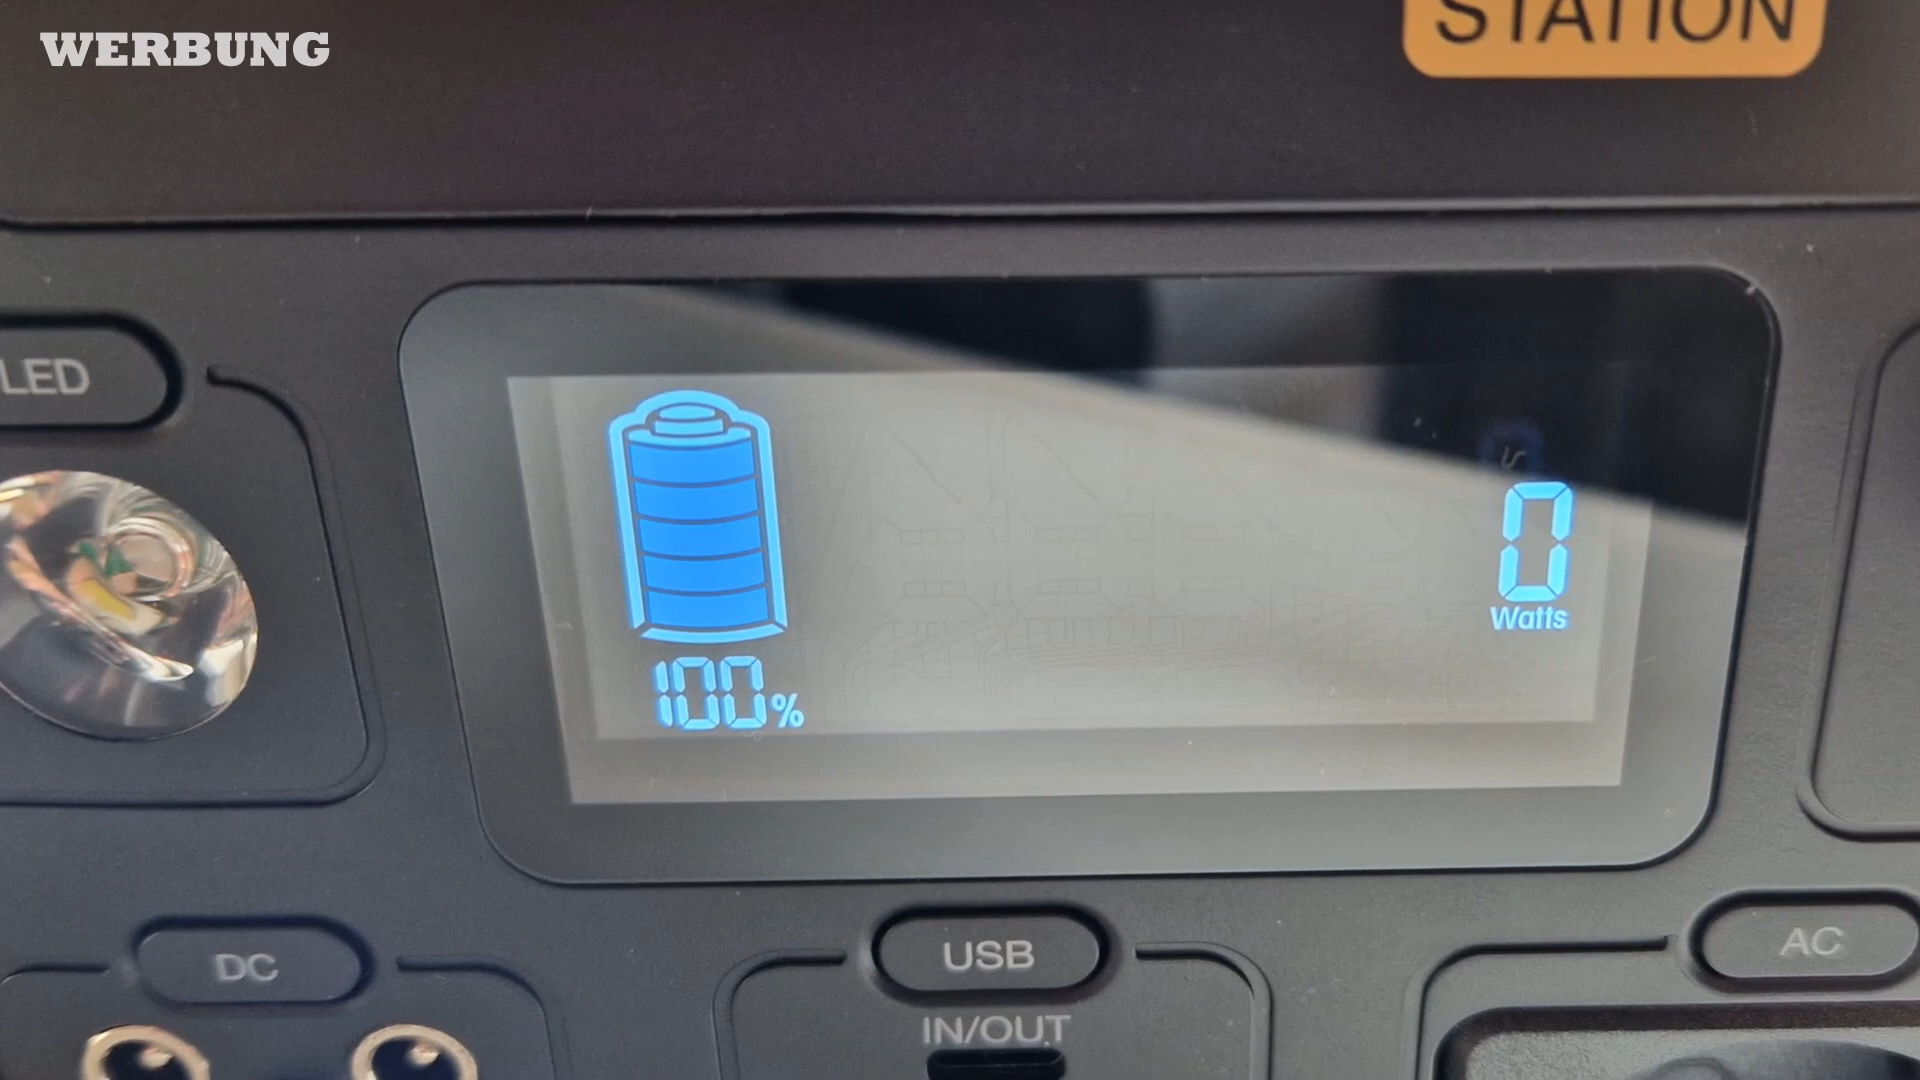 WERBUNG
STATION
LED
100%
0
Watts
DC
USB
AC
IN/OUT